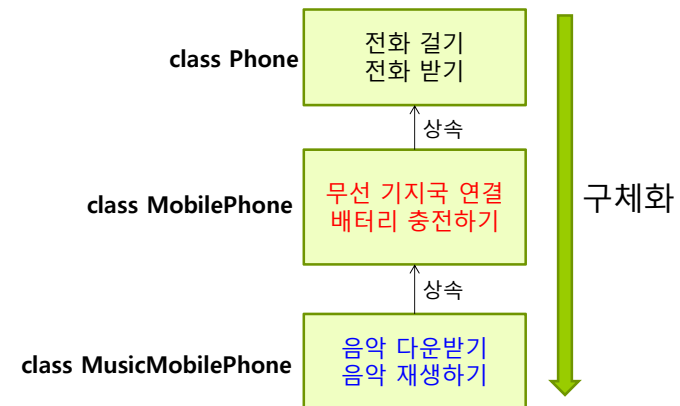 class Phone
전화 걸기
전화 받기
상속
class MobilePhone
무선 기지국 연결
배터리 충전하기
구체화
상속
class MusicMobilePhone
음악 다운받기
음악 재생하기